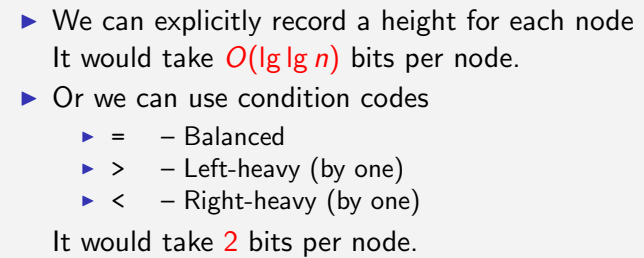 ▶ We can explicitly record a height for each node
It would take O(lg lg n) bits per node.
▶ Or we can use condition codes
▶ = – Balanced
▶ > – Left-heavy (by one)
▶ < – Right-heavy (by one)
It would take 2 bits per node.